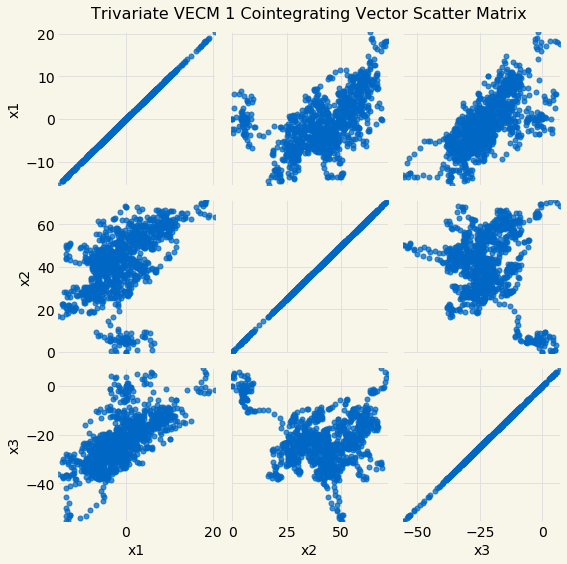 Trivariate VECM 1 Cointegrating Vector Scatter Matrix
20
10
0
−10
x1
60
40
20
0
x2
0
−20
−40
x3
0 20
x1
0 25 50
x2
−50 −25 0
x3